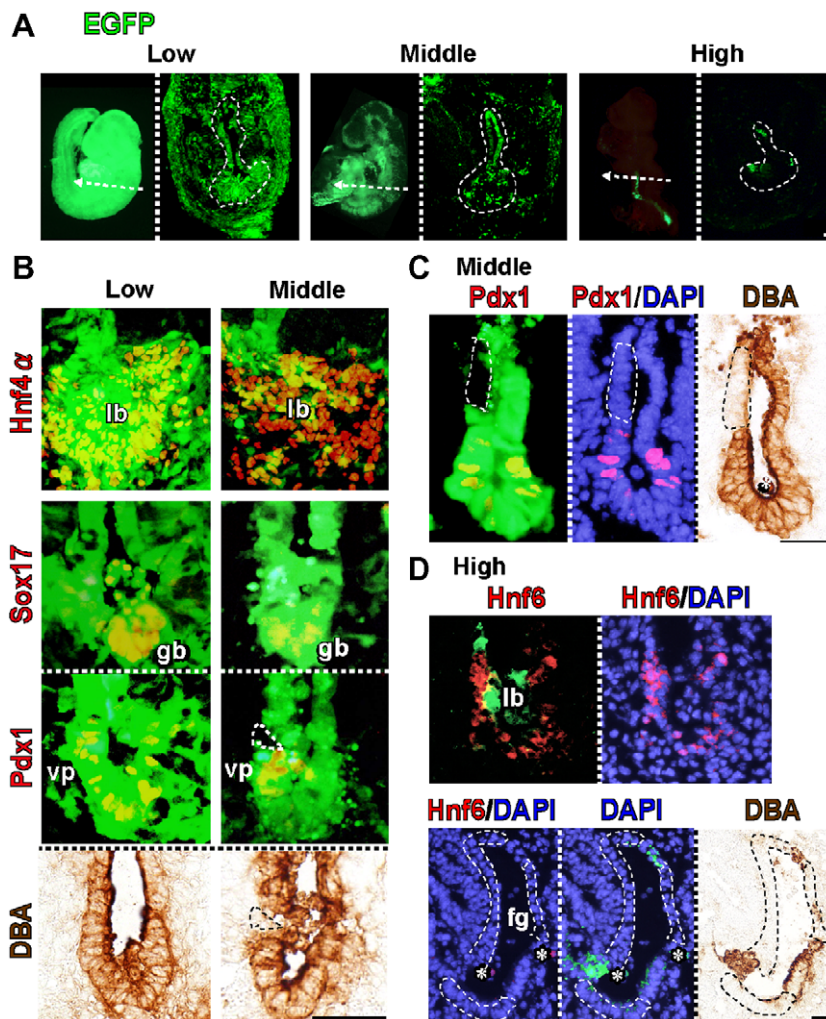 A EGFP
Low Middle High
B
Low Middle
Hnf4α
lb lb
Sox17
gb gb
Pdx1
vp vp
DBA
C Middle
Pdx1 Pdx1/DAPI DBA
*
D High
Hnf6 Hnf6/DAPI
lb
Hnf6/DAPI DAPI DBA
fg
* * * *